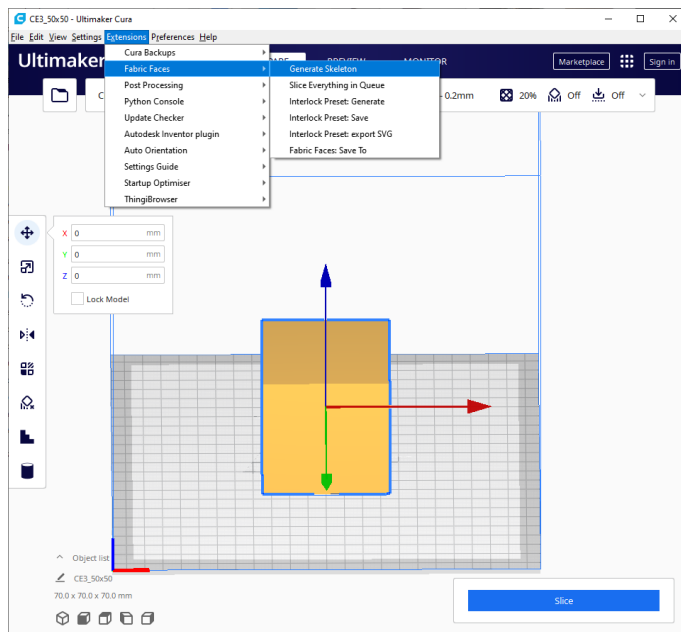 CE3_50x50 - Ultimaker Cura
File Edit View Settings Extensions Preferences Help
Ultimaker
MONITOR
Marketplace
Sign in
Cura Backups
Fabric Faces
Post Processing
Python Console
Update Checker
Autodesk Inventor plugin
Auto Orientation
Settings Guide
Startup Optimiser
ThingiBrowser
Generate Skeleton
Slice Everything in Queue
Interlock Preset: Generate
Interlock Preset: Save
Interlock Preset: export SVG
Fabric Faces: Save To
C
- 0.2mm
20%
Off
Off
X 0 mm
Y 0 mm
Z 0 mm
Lock Model
Object list
CE3_50x50
70.0 x 70.0 x 70.0 mm
Slice